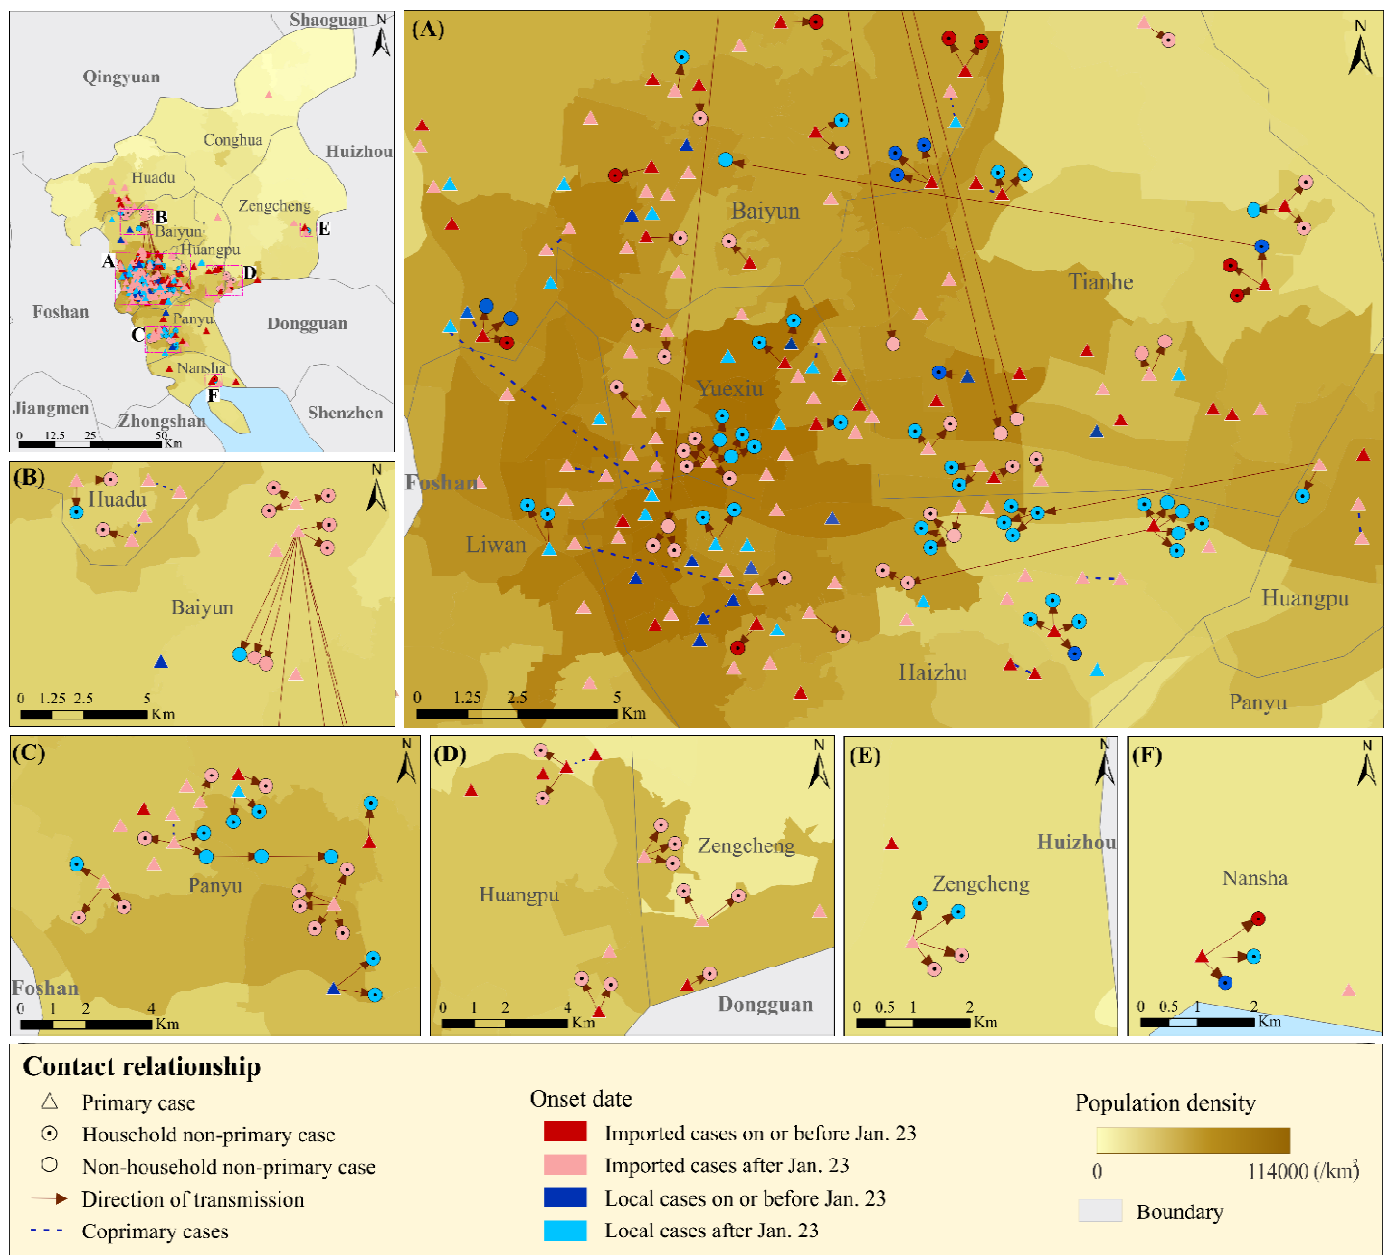 Shaoguan
N
Qingyuan
Conghua
Huizhou
Huadu
Zengcheng
B
E
Baiyun
A
Huangpu
D
Foshan
Panyu
Dongguan
C
Nansha
F
Jiangmen
Zhongshan
Shenzhen
0 12.5 25 50
Km
(A)
N
Baiyun
Tianhe
Yuexiu
Foshan
Liwan
Huangpu
Haizhu
Panyu
0 1.25 2.5 5
Km
(B)
N
Huadu
Baiyun
0 1.25 2.5 5
Km
(C)
N
Panyu
Foshan
0 2 4
Km
(D)
N
Zengcheng
Huangpu
Dongguan
0 1 2 4
Km
(E)
N
Huizhou
Zengcheng
0 0.5 1 2
Km
(F)
N
Nansha
0 0.5 1 2
Km
Contact relationship
Primary case
Household non-primary case
Non-household non-primary case
Direction of transmission
Coprimary cases
Onset date
Imported cases on or before Jan. 23
Imported cases after Jan. 23
Local cases on or before Jan. 23
Local cases after Jan. 23
Population density
0 114000 (/km²)
Boundary